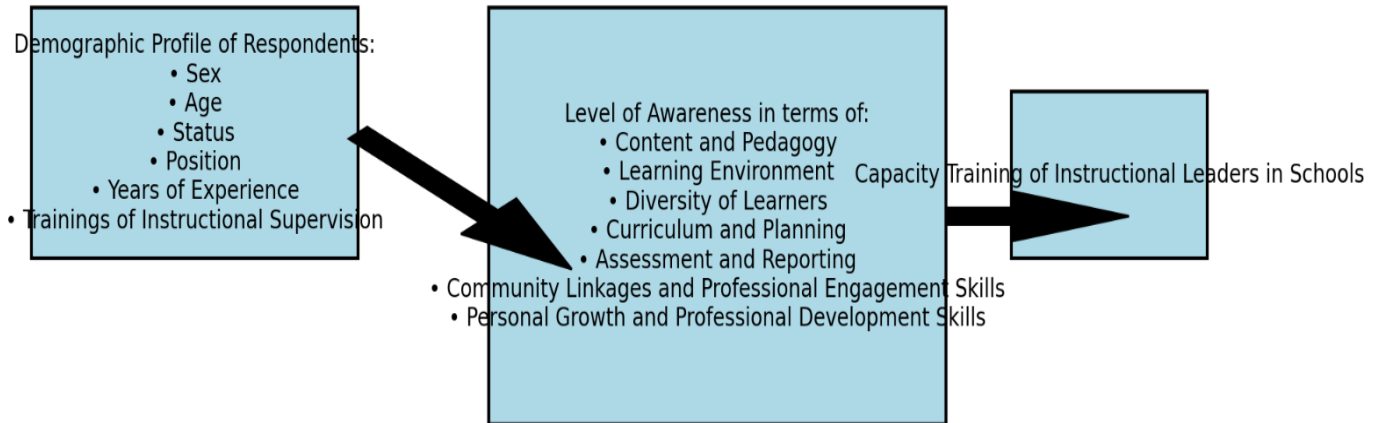 Demographic Profile of Respondents:
• Sex
• Age
• Status
• Position
• Years of Experience
• Trainings of Instructional Supervision
Level of Awareness in terms of:
• Content and Pedagogy
• Learning Environment
• Diversity of Learners
• Curriculum and Planning
• Assessment and Reporting
• Community Linkages and Professional Engagement Skills
• Personal Growth and Professional Development Skills
Capacity Training of Instructional Leaders in Schools